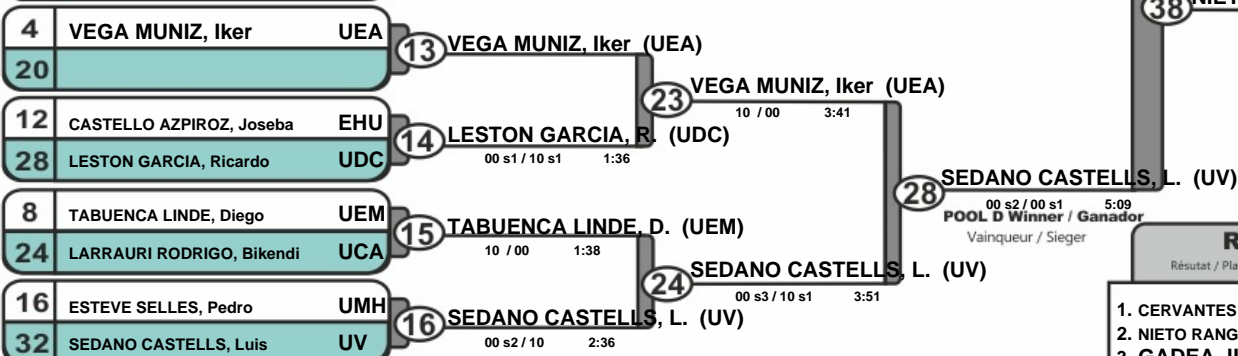 4 VEGA MUNIZ, Iker UEA
20
13 VEGA MUNIZ, Iker (UEA)
12 CASTELLO AZPIROZ, Joseba EHU
28 LESTON GARCIA, Ricardo UDC
14 LESTON GARCIA, R. (UDC)
00 s1 / 10 s1 1:36
23 VEGA MUNIZ, Iker (UEA)
10 / 00 3:41
8 TABUENCA LINDE, Diego UEM
24 LARRAURI RODRIGO, Bikendi UCA
15 TABUENCA LINDE, D. (UEM)
10 / 00 1:38
16 ESTEVE SELLES, Pedro UMH
32 SEDANO CASTELLS, Luis UV
16 SEDANO CASTELLS, L. (UV)
00 s2 / 10 2:36
24 SEDANO CASTELLS, L. (UV)
00 s3 / 10 s1 3:51
28 SEDANO CASTELLS, L. (UV)
00 s2 / 00 s1 5:09
POOL D Winner / Ganador
Vainqueur / Sieger
38
R
Résutat / Pla
1. CERVANTES
2. NIETO RANG